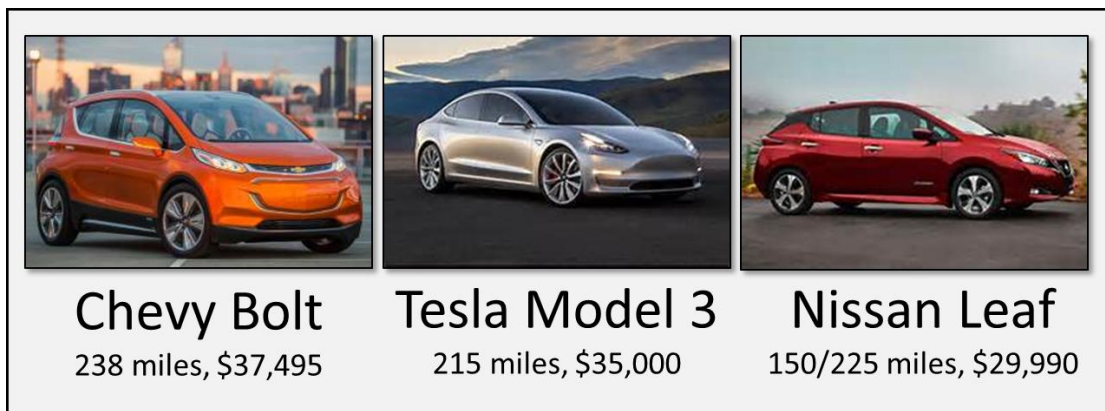 Chevy Bolt
238 miles, $37,495
Tesla Model 3
215 miles, $35,000
Nissan Leaf
150/225 miles, $29,990